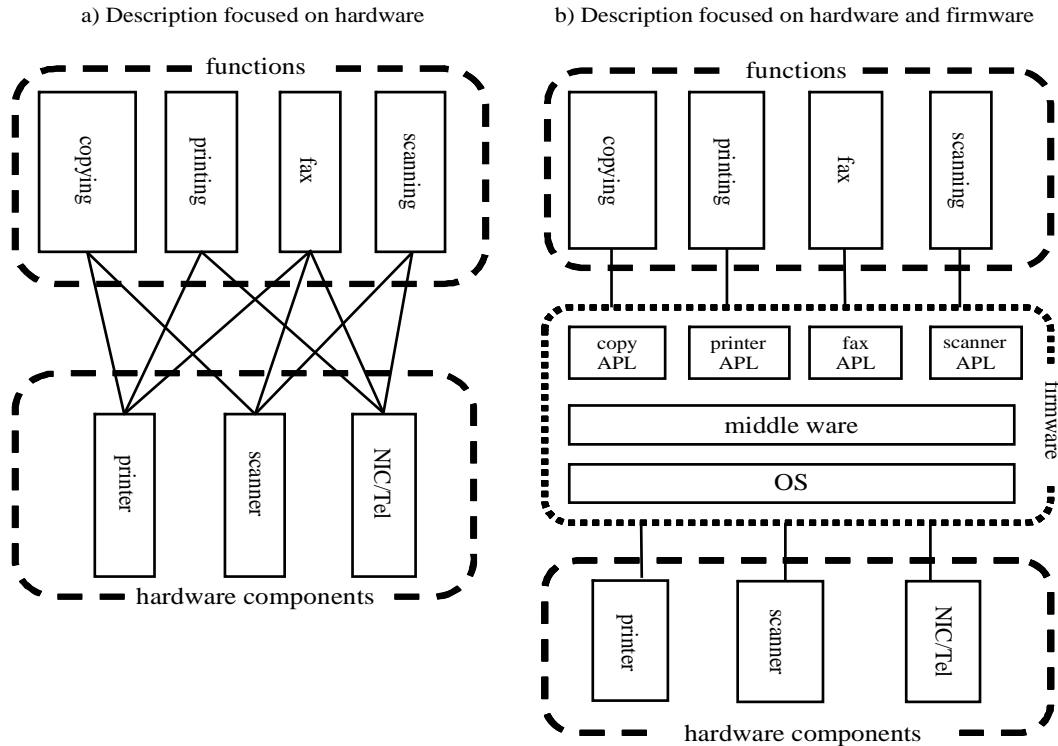 a) Description focused on hardware
functions
copying
printing
fax
scanning
printer
scanner
NIC/Tel
hardware components
b) Description focused on hardware and firmware
functions
copying
printing
fax
scanning
copy
APL
printer
APL
fax
APL
scanner
APL
middle ware
OS
firmware
printer
scanner
NIC/Tel
hardware components